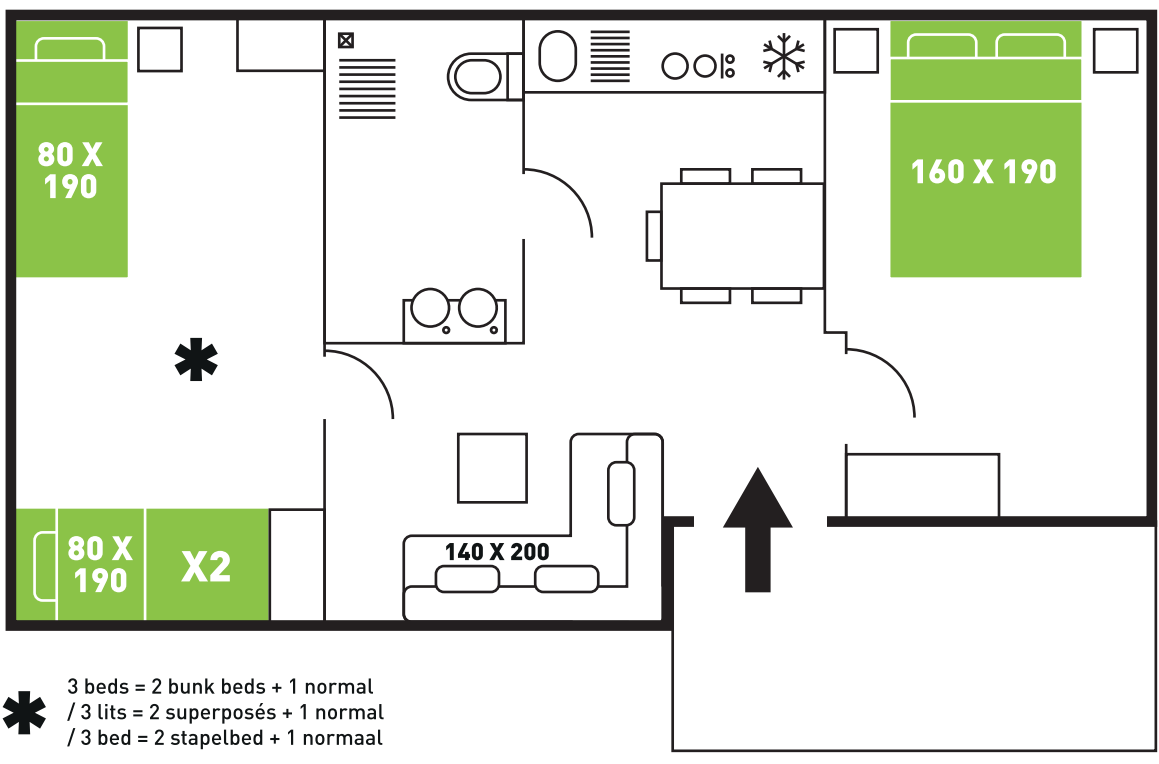 80 X
190
160 X 190
80 X
190
X2
140 X 200
3 beds = 2 bunk beds + 1 normal
/ 3 lits = 2 superposés + 1 normal
/ 3 bed = 2 stapelbed + 1 normaal